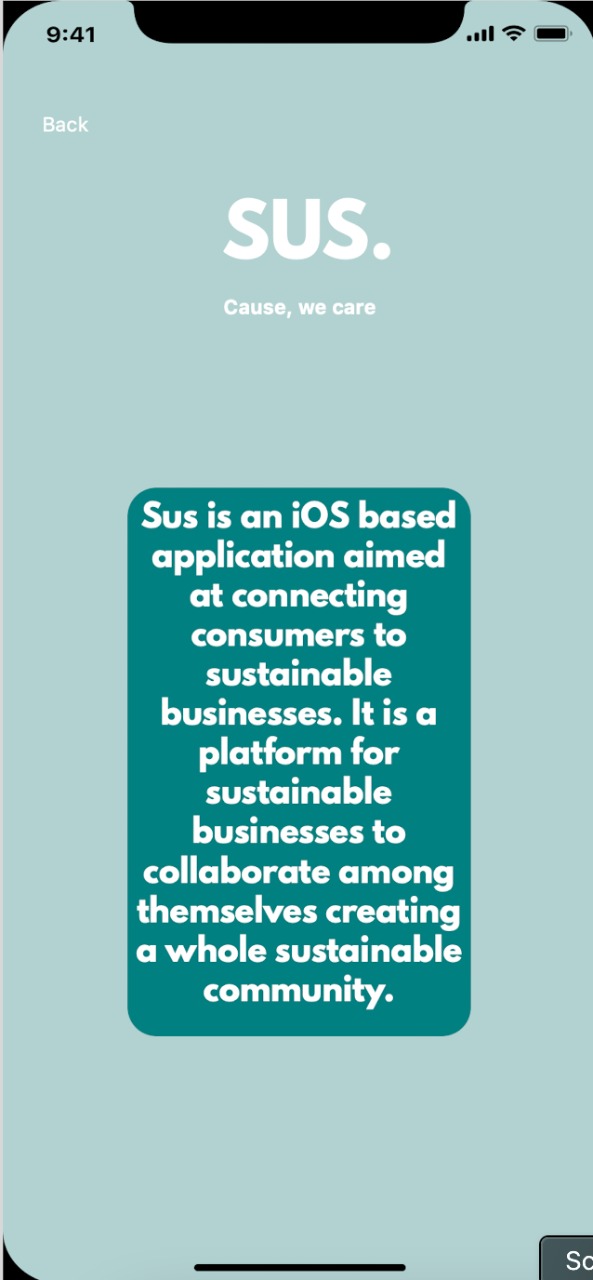 9:41
Back
SUS.
Cause, we care
Sus is an iOS based
application aimed
at connecting
consumers to
sustainable
businesses. It is a
platform for
sustainable
businesses to
collaborate among
themselves creating
a whole sustainable
community.